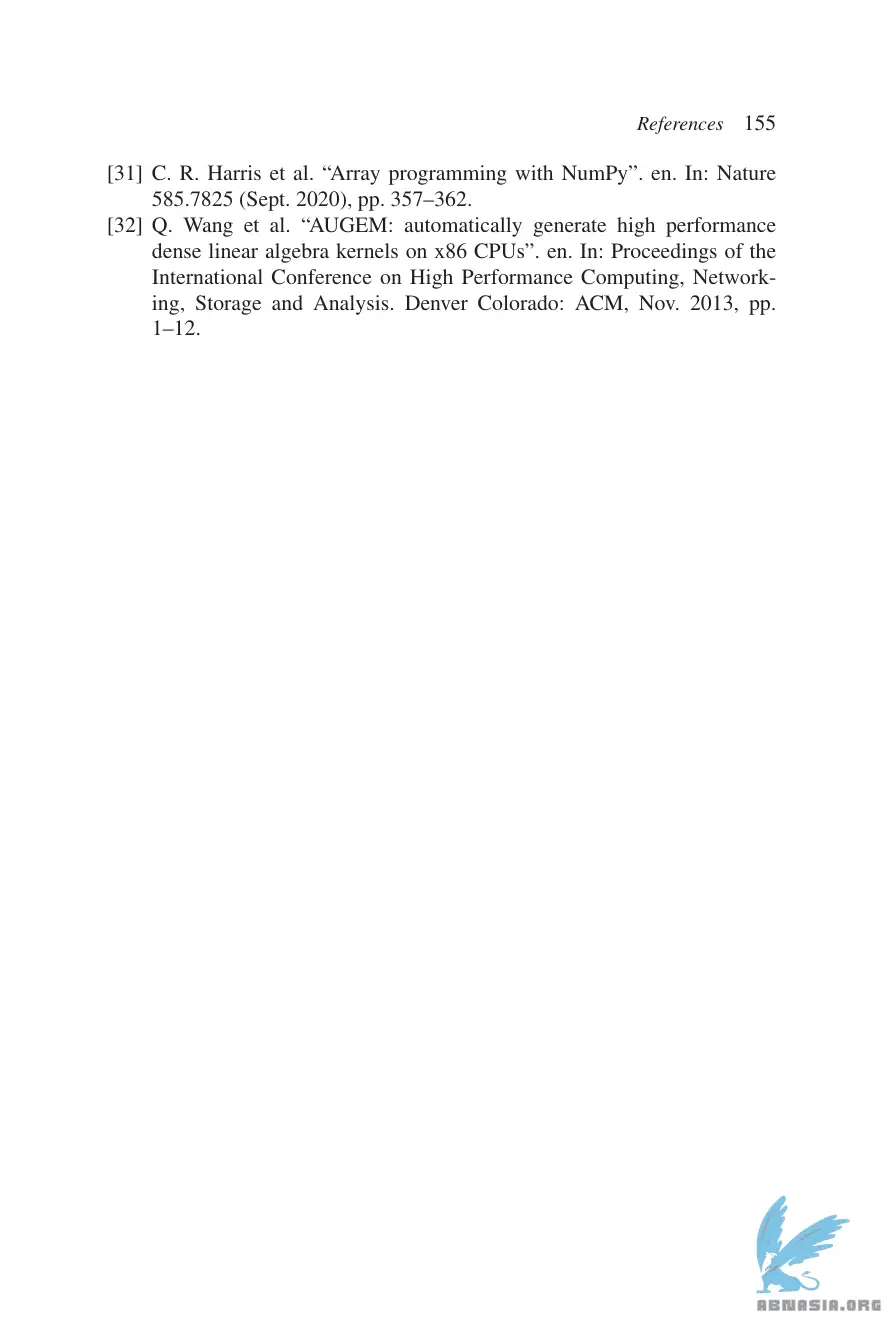 References 155
[31] C. R. Harris et al. “Array programming with NumPy”. en. In: Nature
585.7825 (Sept. 2020), pp. 357–362.
[32] Q. Wang et al. “AUGEM: automatically generate high performance
dense linear algebra kernels on x86 CPUs”. en. In: Proceedings of the
International Conference on High Performance Computing, Network-
ing, Storage and Analysis. Denver Colorado: ACM, Nov. 2013, pp.
1–12.
ABNASIA.ORG